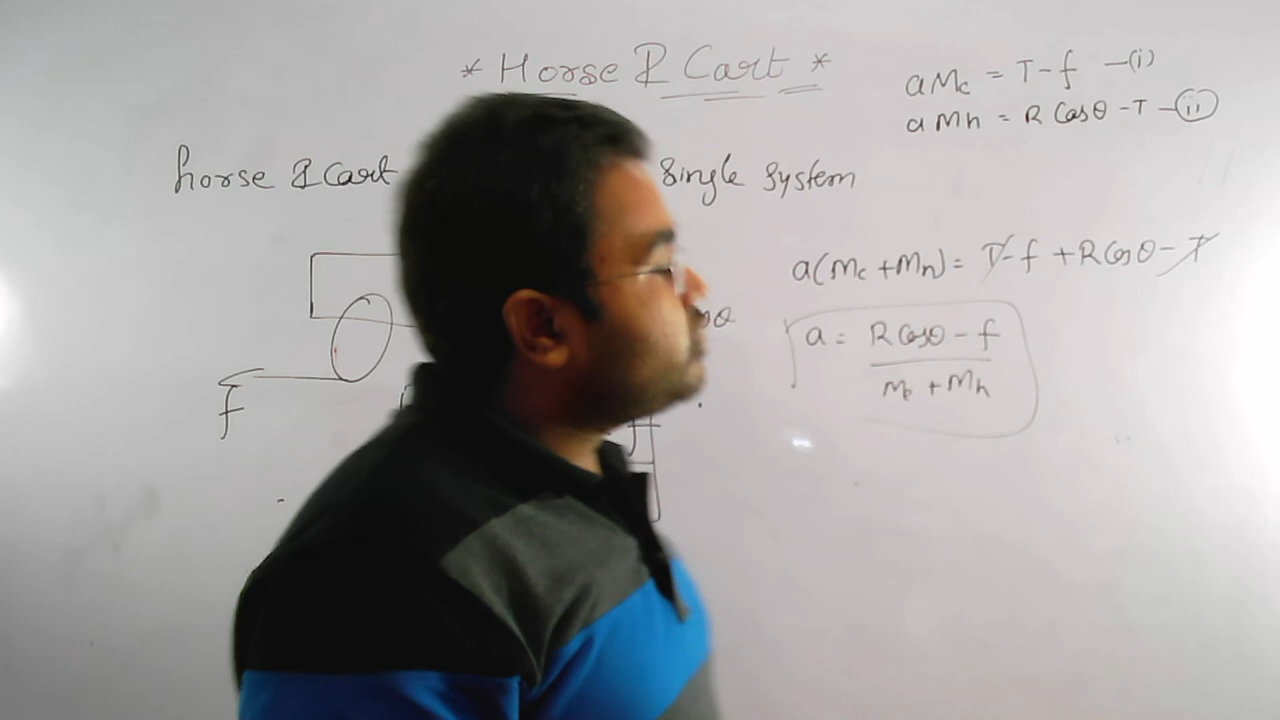 * Horse & Cart *
aMc = T - f —(i)
aMh = R Cosθ - T —(ii)
horse & Cart Single System
a(Mc + Mh) = T - f + R Cosθ - T
θ
a = R Cosθ - f / Mc + Mh
f